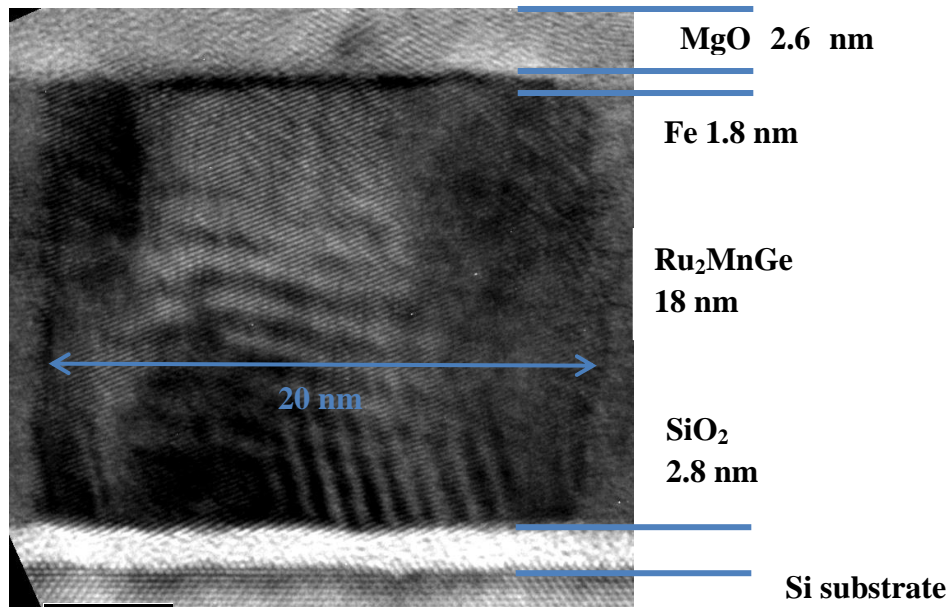 MgO 2.6 nm
Fe 1.8 nm
Ru₂MnGe
18 nm
20 nm
SiO₂
2.8 nm
Si substrate